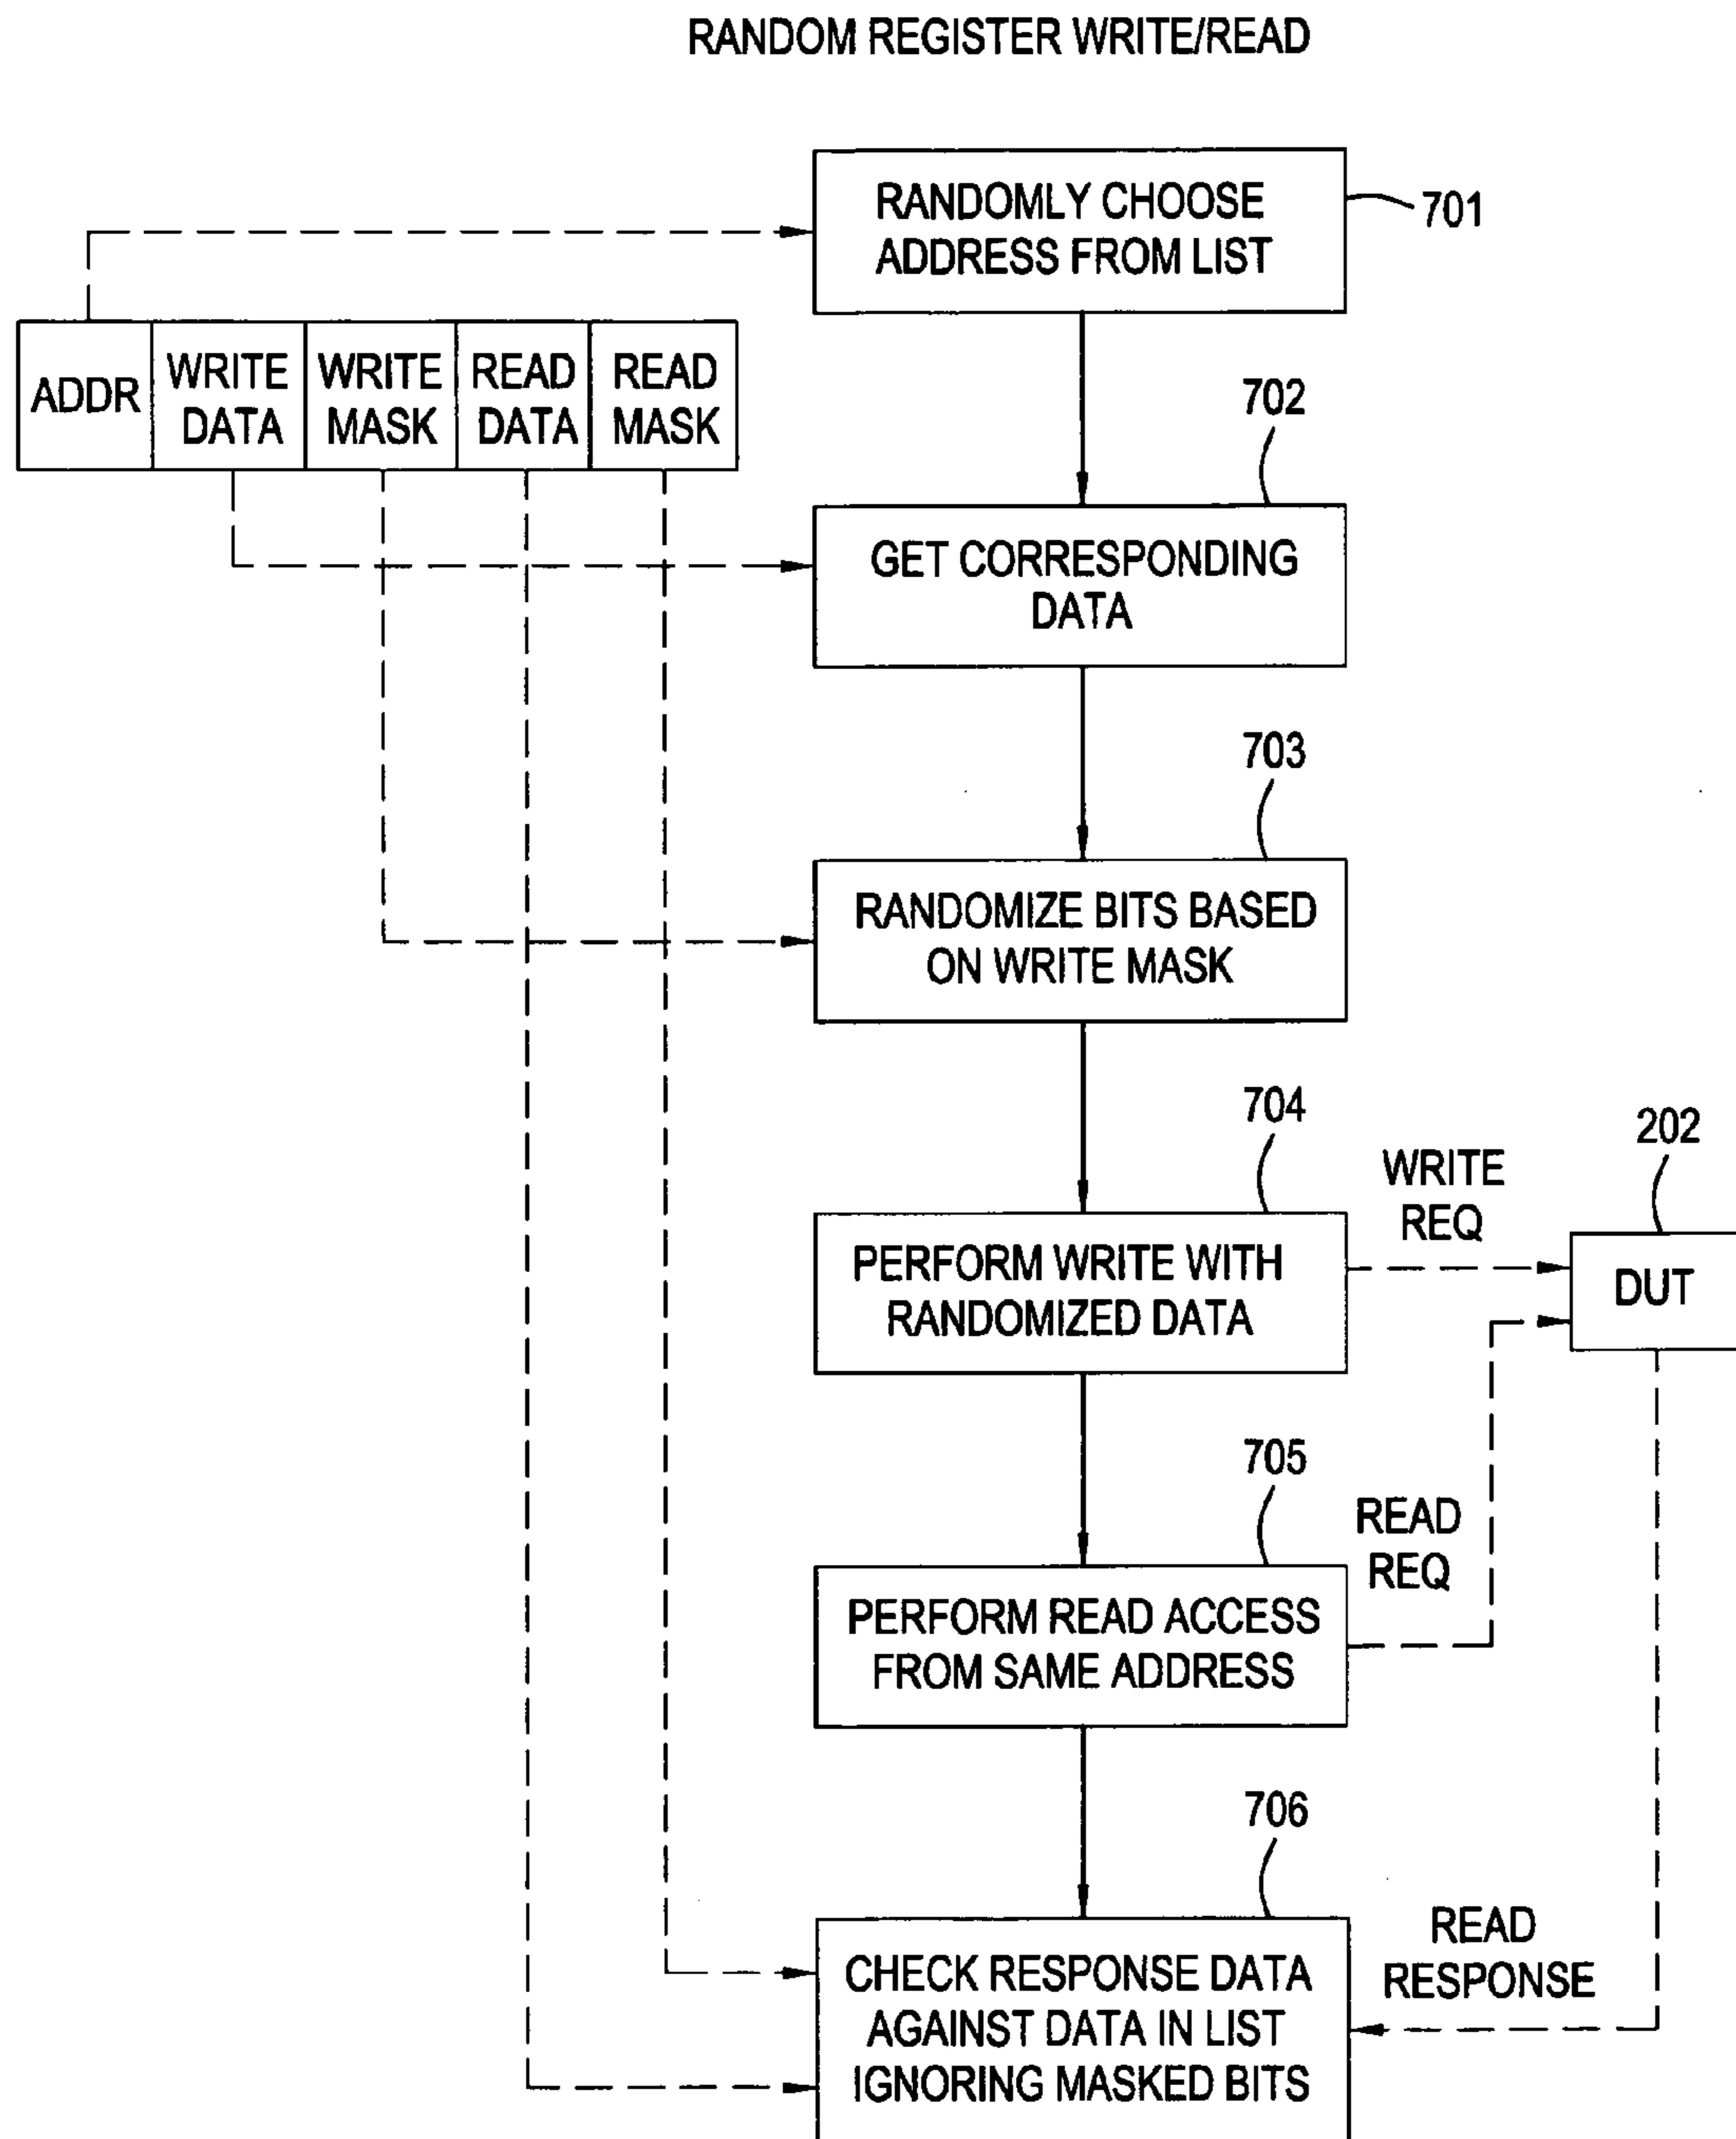 RANDOM REGISTER WRITE/READ
RANDOMLY CHOOSE
ADDRESS FROM LIST
701
ADDR
WRITE
DATA
WRITE
MASK
READ
DATA
READ
MASK
702
GET CORRESPONDING
DATA
703
RANDOMIZE BITS BASED
ON WRITE MASK
704
PERFORM WRITE WITH
RANDOMIZED DATA
WRITE
REQ
202
DUT
705
READ
REQ
PERFORM READ ACCESS
FROM SAME ADDRESS
706
CHECK RESPONSE DATA
AGAINST DATA IN LIST
IGNORING MASKED BITS
READ
RESPONSE